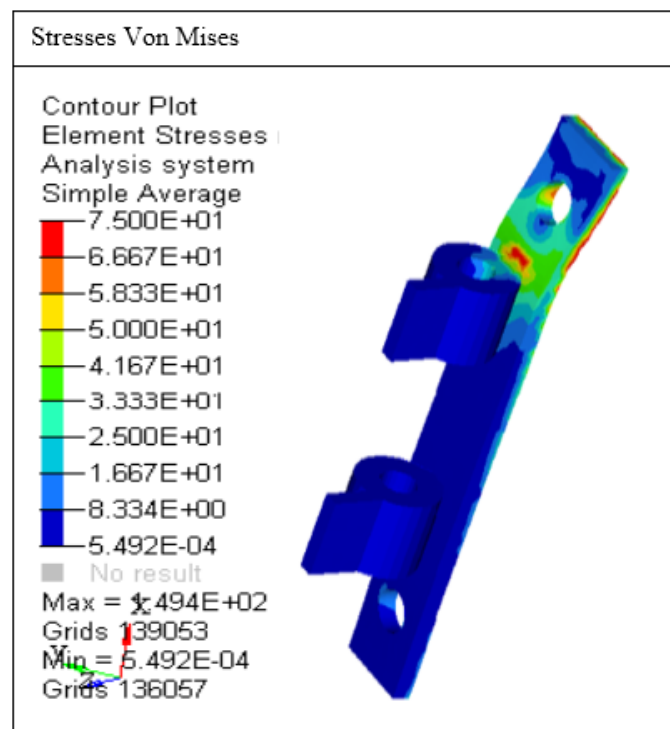 Stresses Von Mises
Contour Plot
Element Stresses
Analysis system
Simple Average
7.500E+01
6.667E+01
5.833E+01
5.000E+01
4.167E+01
3.333E+01
2.500E+01
1.667E+01
8.334E+00
5.492E-04
No result
Max = 1.494E+02
X
Grids 139053
Y
Min = 5.492E-04
Z
Grids 136057